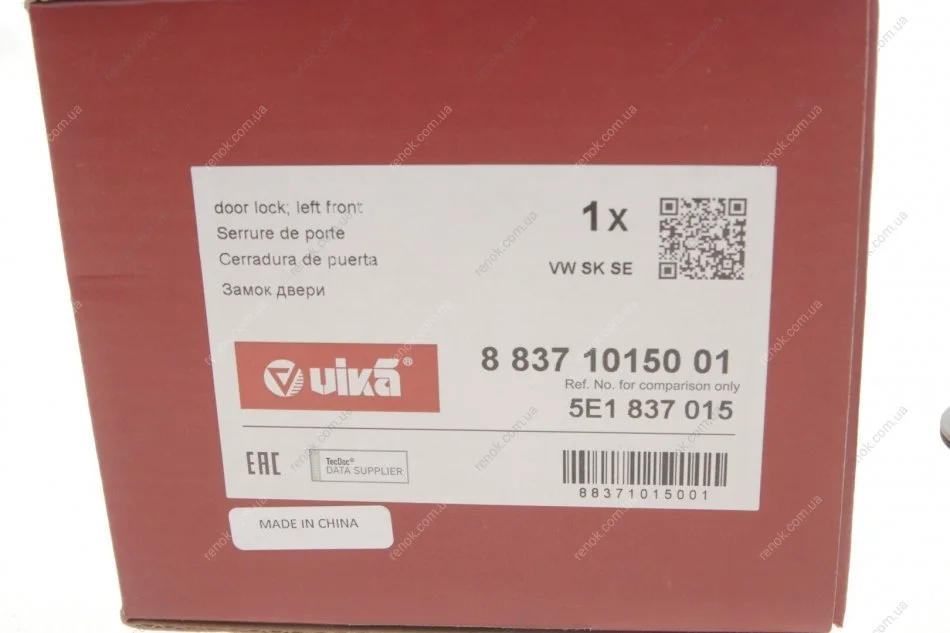 door lock; left front
Serrure de porte
Cerradura de puerta
Замок двери
1x
VW SK SE
viká®
8 837 10150 01
Ref. No. for comparison only
5E1 837 015
EAC
TecDoc®
DATA SUPPLIER
88371015001
MADE IN CHINA
renok.com.ua